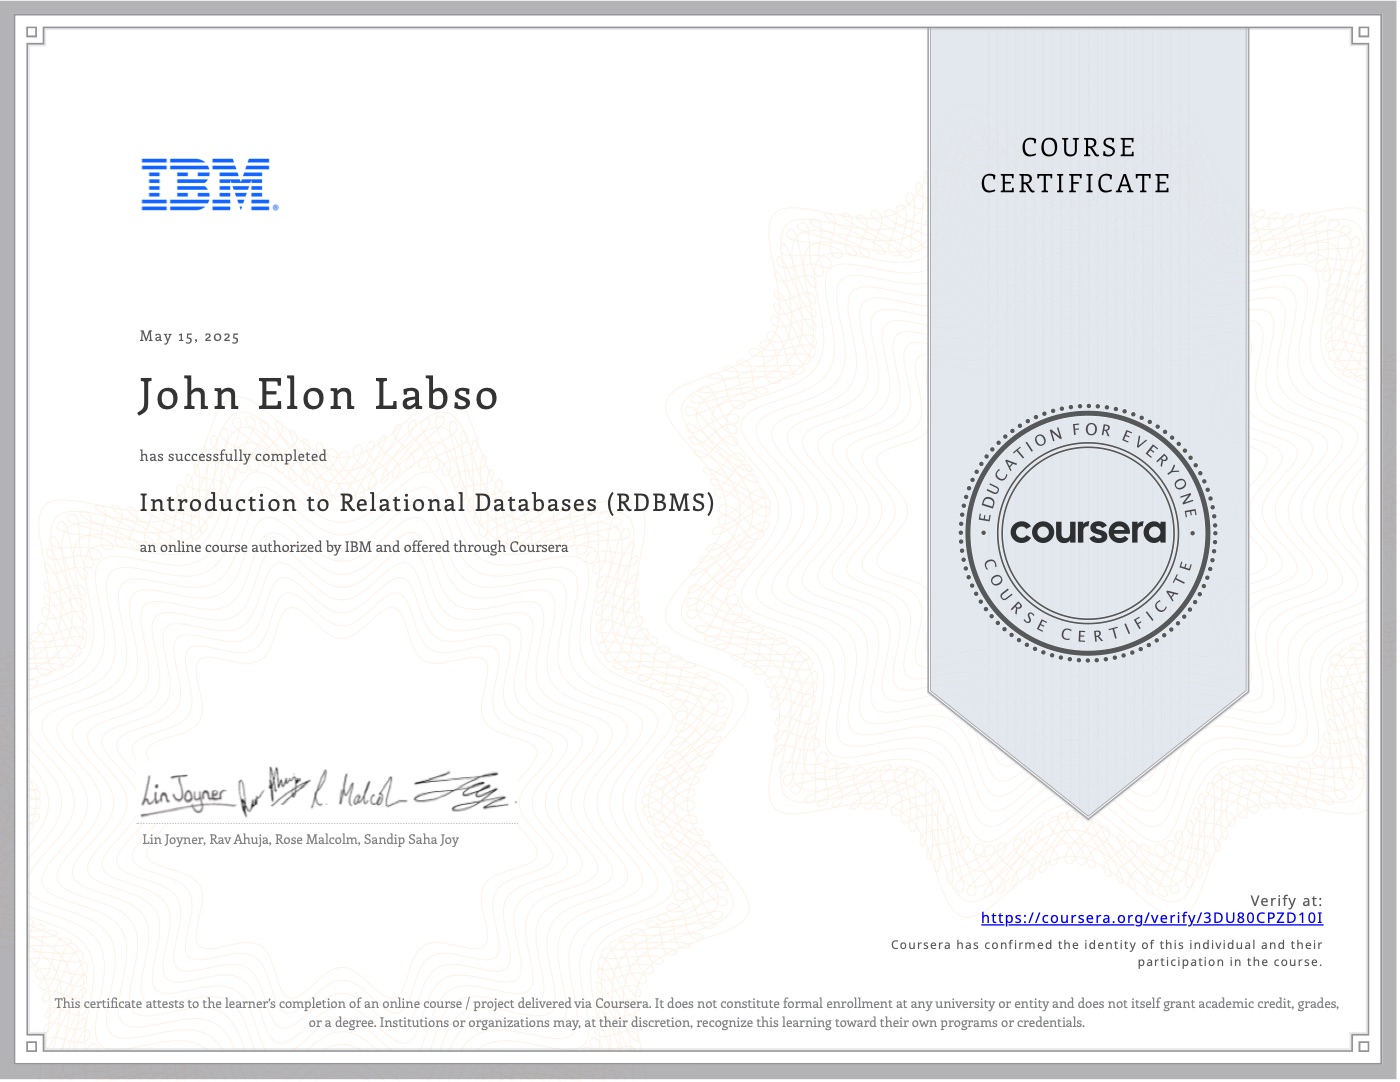 COURSE
CERTIFICATE
IBM®
May 15, 2025
John Elon Labso
has successfully completed
Introduction to Relational Databases (RDBMS)
an online course authorized by IBM and offered through Coursera
EDUCATION FOR EVERYONE
coursera
COURSE CERTIFICATE
Lin Joyner Rav Ahuja R. Malcolm
Lin Joyner, Rav Ahuja, Rose Malcolm, Sandip Saha Joy
Verify at:
https://coursera.org/verify/3DU80CPZD10I
Coursera has confirmed the identity of this individual and their
participation in the course.
This certificate attests to the learner's completion of an online course / project delivered via Coursera. It does not constitute formal enrollment at any university or entity and does not itself grant academic credit, grades,
or a degree. Institutions or organizations may, at their discretion, recognize this learning toward their own programs or credentials.